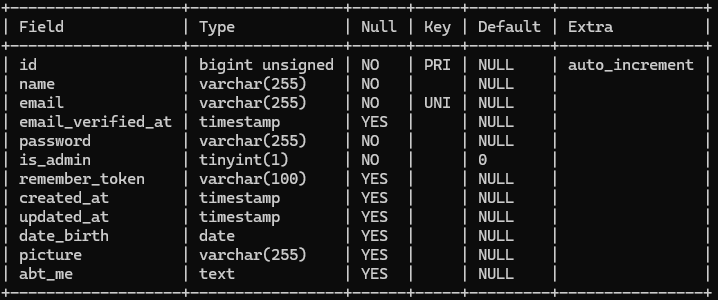 +-------------------+-----------------+------+-----+---------+----------------+
| Field             | Type            | Null | Key | Default | Extra          |
+-------------------+-----------------+------+-----+---------+----------------+
| id                | bigint unsigned | NO   | PRI | NULL    | auto_increment |
| name              | varchar(255)    | NO   |     | NULL    |                |
| email             | varchar(255)    | NO   | UNI | NULL    |                |
| email_verified_at | timestamp       | YES  |     | NULL    |                |
| password          | varchar(255)    | NO   |     | NULL    |                |
| is_admin          | tinyint(1)      | NO   |     | 0       |                |
| remember_token    | varchar(100)    | YES  |     | NULL    |                |
| created_at        | timestamp       | YES  |     | NULL    |                |
| updated_at        | timestamp       | YES  |     | NULL    |                |
| date_birth        | date            | YES  |     | NULL    |                |
| picture           | varchar(255)    | YES  |     | NULL    |                |
| abt_me            | text            | YES  |     | NULL    |                |
+-------------------+-----------------+------+-----+---------+----------------+